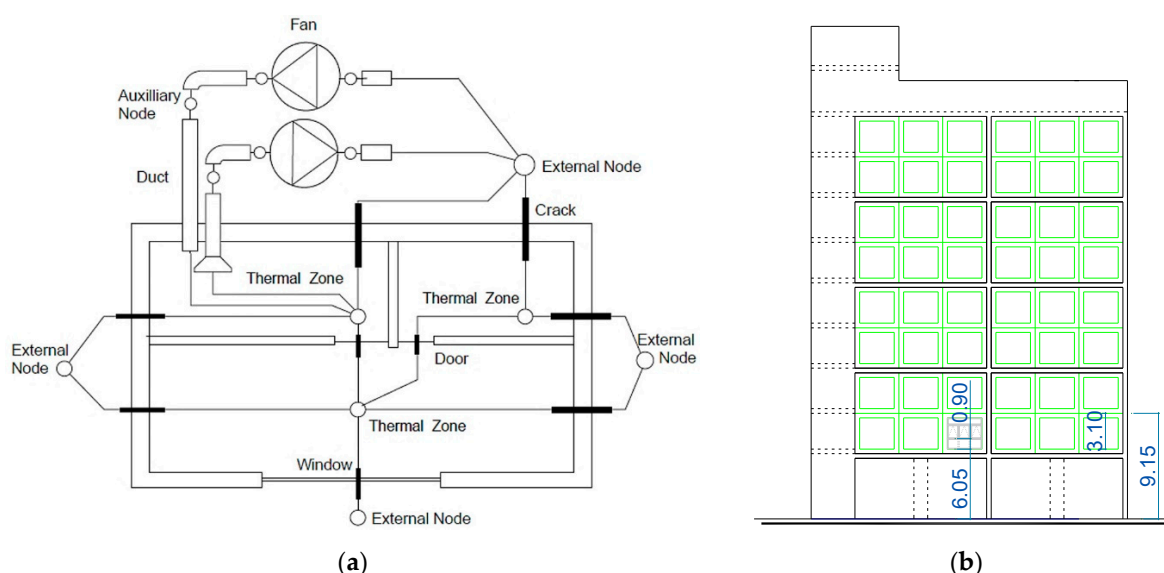 Fan
Auxilliary
Node
Duct
External Node
Crack
Thermal Zone
Thermal Zone
External
Node
External
Node
Door
Thermal Zone
Window
External Node
(a)
0.90
3.10
6.05
9.15
(b)